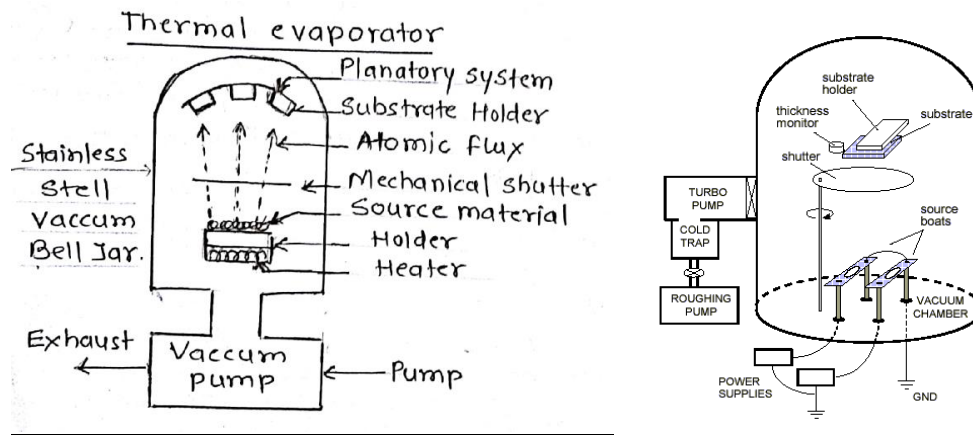 Thermal evaporator
Planatory system
Substrate Holder
Atomic flux
Mechanical shutter
Source material
Holder
Heater
Stainless
Stell
Vaccum
Bell Jar.
Exhaust
Vaccum
pump
Pump
substrate
holder
thickness
monitor
substrate
shutter
TURBO
PUMP
COLD
TRAP
ROUGHING
PUMP
source
boats
VACUUM
CHAMBER
POWER
SUPPLIES
GND